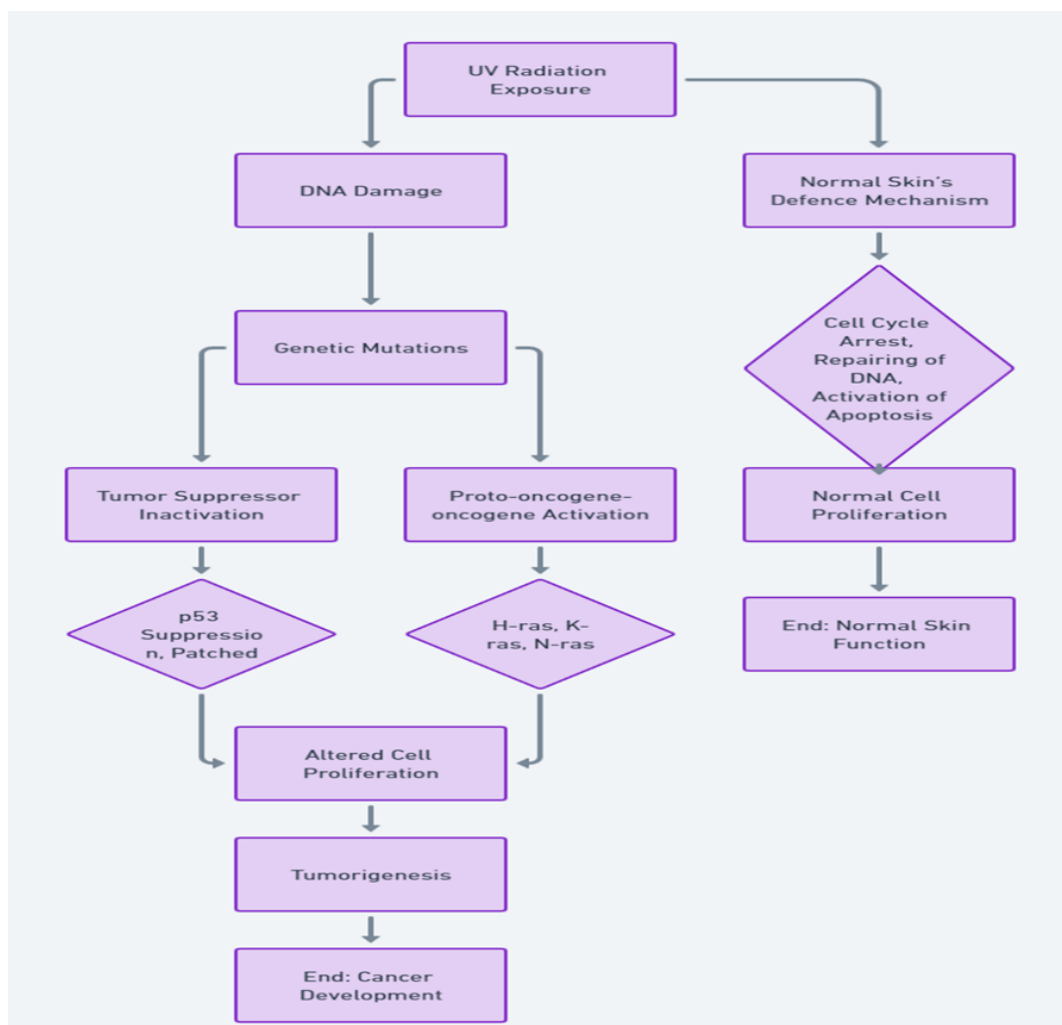 UV Radiation
Exposure
DNA Damage
Normal Skin's
Defence Mechanism
Genetic Mutations
Cell Cycle
Arrest,
Repairing of
DNA,
Activation of
Apoptosis
Tumor Suppressor
Inactivation
Proto-oncogene-
oncogene Activation
Normal Cell
Proliferation
p53
Suppressio
n, Patched
H-ras, K-
ras, N-ras
End: Normal Skin
Function
Altered Cell
Proliferation
Tumorigenesis
End: Cancer
Development